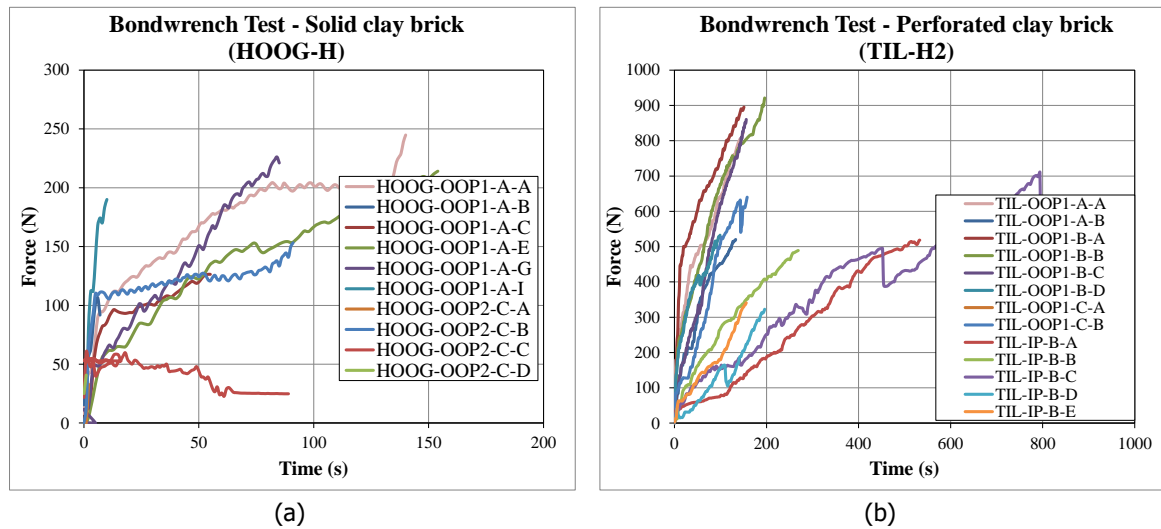 Bondwrench Test - Solid clay brick
(HOOG-H)
Force (N)
300
250
200
150
100
50
0
0 50 100 150 200
Time (s)
HOOG-OOP1-A-A
HOOG-OOP1-A-B
HOOG-OOP1-A-C
HOOG-OOP1-A-E
HOOG-OOP1-A-G
HOOG-OOP1-A-I
HOOG-OOP2-C-A
HOOG-OOP2-C-B
HOOG-OOP2-C-C
HOOG-OOP2-C-D
(a)
Bondwrench Test - Perforated clay brick
(TIL-H2)
Force (N)
1000
900
800
700
600
500
400
300
200
100
0
0 200 400 600 800 1000
Time (s)
TIL-OOP1-A-A
TIL-OOP1-A-B
TIL-OOP1-B-A
TIL-OOP1-B-B
TIL-OOP1-B-C
TIL-OOP1-B-D
TIL-OOP1-C-A
TIL-OOP1-C-B
TIL-IP-B-A
TIL-IP-B-B
TIL-IP-B-C
TIL-IP-B-D
TIL-IP-B-E
(b)